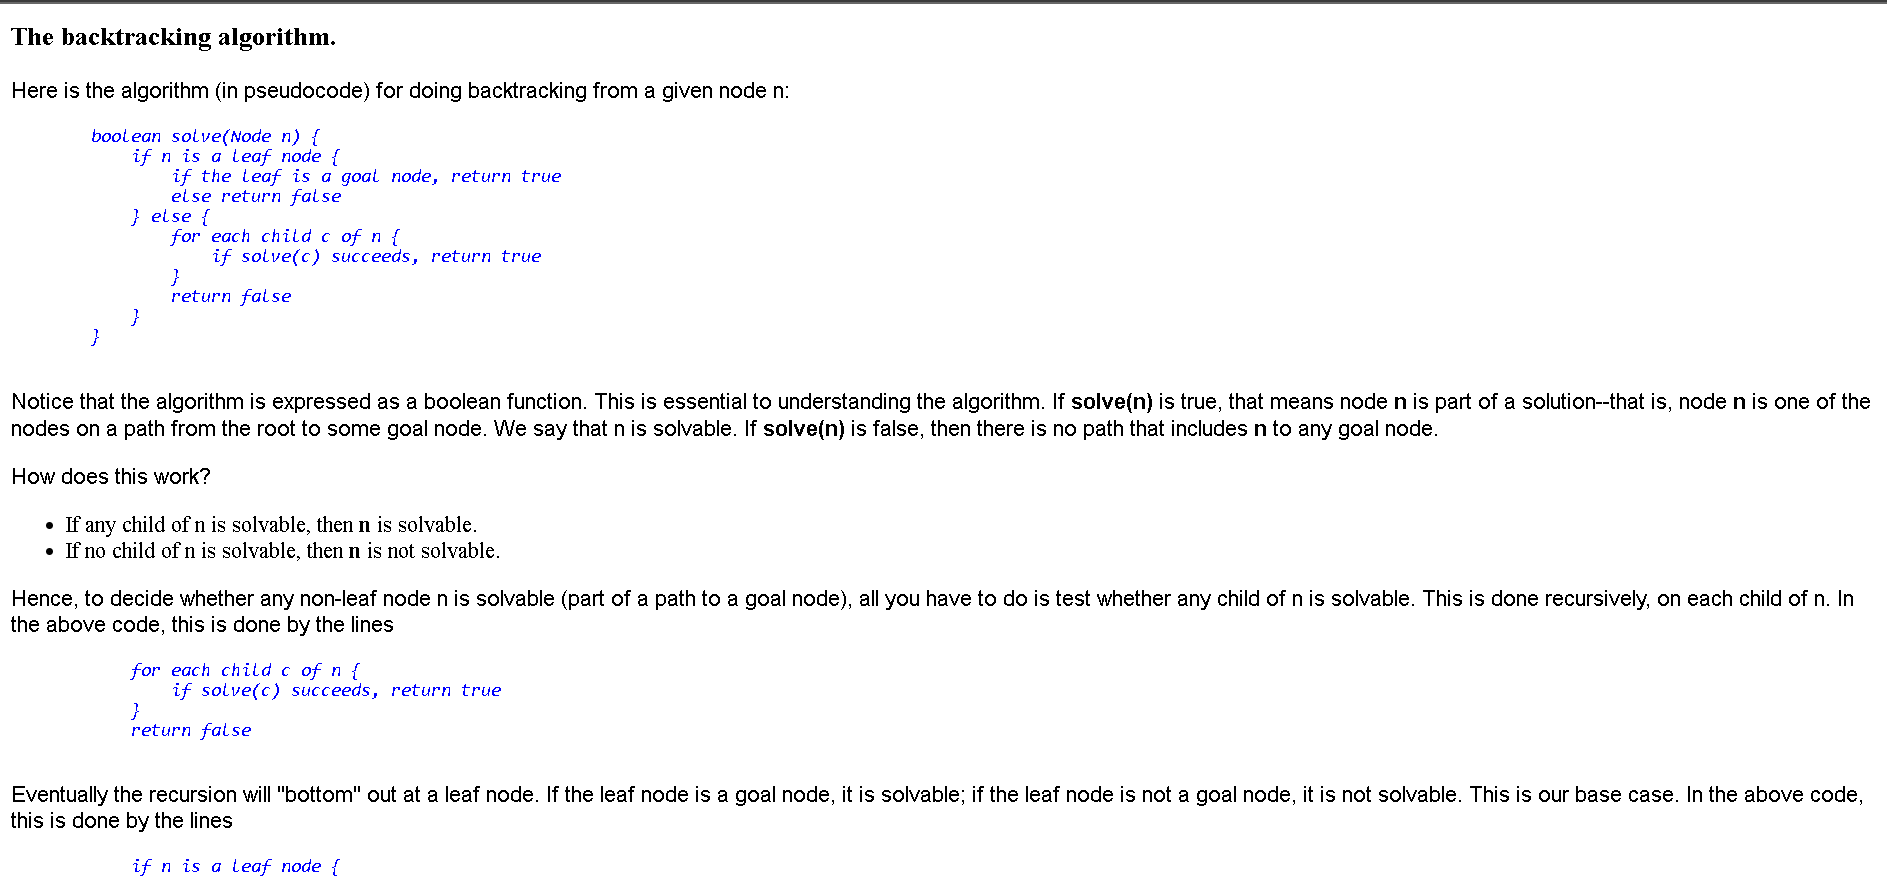 The backtracking algorithm.
Here is the algorithm (in pseudocode) for doing backtracking from a given node n:
boolean solve(Node n) {
    if n is a leaf node {
        if the leaf is a goal node, return true
        else return false
    } else {
        for each child c of n {
            if solve(c) succeeds, return true
        }
        return false
    }
}
Notice that the algorithm is expressed as a boolean function. This is essential to understanding the algorithm. If solve(n) is true, that means node n is part of a solution--that is, node n is one of the
nodes on a path from the root to some goal node. We say that n is solvable. If solve(n) is false, then there is no path that includes n to any goal node.
How does this work?
• If any child of n is solvable, then n is solvable.
• If no child of n is solvable, then n is not solvable.
Hence, to decide whether any non-leaf node n is solvable (part of a path to a goal node), all you have to do is test whether any child of n is solvable. This is done recursively, on each child of n. In
the above code, this is done by the lines
for each child c of n {
    if solve(c) succeeds, return true
}
return false
Eventually the recursion will "bottom" out at a leaf node. If the leaf node is a goal node, it is solvable; if the leaf node is not a goal node, it is not solvable. This is our base case. In the above code,
this is done by the lines
if n is a leaf node {